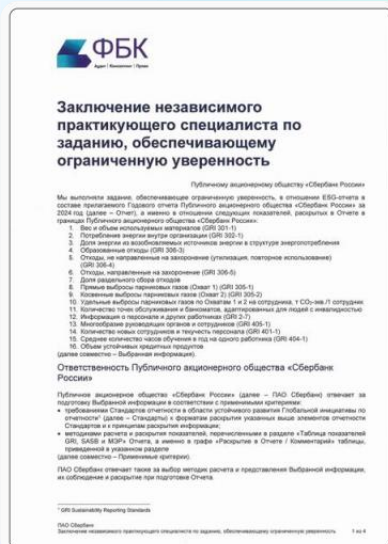 ФБК
Аудит | Консалтинг | Право
Заключение независимого
практикующего специалиста по
заданию, обеспечивающему
ограниченную уверенность
Публичному акционерному обществу «Сбербанк России»
Мы выполняли задание, обеспечивающее ограниченную уверенность, в отношении ESG-отчета в
составе прилагаемого Годового отчета Публичного акционерного общества «Сбербанк России» за
2024 год (далее – Отчет), а именно в отношении следующих показателей, раскрытых в Отчете в
границах Публичного акционерного общества «Сбербанк России»:
1. Вес и объем используемых материалов (GRI 301-1)
2. Потребление энергии внутри организации (GRI 302-1)
3. Доля энергии из возобновляемых источников энергии в структуре энергопотребления
4. Образованные отходы (GRI 306-3)
5. Отходы, не направленные на захоронение (утилизация, повторное использование)
(GRI 306-4)
6. Отходы, направленные на захоронение (GRI 306-5)
7. Доля раздельного сбора отходов
8. Прямые выбросы парниковых газов (Охват 1) (GRI 305-1)
9. Косвенные выбросы парниковых газов (Охват 2) (GRI 305-2)
10. Удельные выбросы парниковых газов по Охватам 1 и 2 на сотрудника, т CO₂-экв./1 сотрудник
11. Количество точек обслуживания и банкоматов, адаптированных для людей с инвалидностью
12. Информация о персонале и других работниках (GRI 2-7)
13. Многообразие руководящих органов и сотрудников (GRI 405-1)
14. Количество новых сотрудников и текучесть персонала (GRI 401-1)
15. Среднее количество часов обучения в год на одного работника (GRI 404-1)
16. Объем устойчивых кредитных продуктов
(далее совместно – Выбранная информация).
Ответственность Публичного акционерного общества «Сбербанк
России»
Публичное акционерное общество «Сбербанк России» (далее – ПАО Сбербанк) отвечает за
подготовку Выбранной информации в соответствии с применимыми критериями:
• требованиями Стандартов отчетности в области устойчивого развития Глобальной инициативы по
отчетности¹ (далее – Стандарты) к форматам раскрытия указанных выше элементов отчетности
Стандартов и к принципам раскрытия информации;
• методиками расчета и раскрытия показателей, перечисленными в разделе «Таблица показателей
GRI, SASB и МЭР» Отчета, а именно в графе «Раскрытие в Отчете / Комментарий» таблицы,
приведенной в указанном разделе
(далее совместно – Применимые критерии).
ПАО Сбербанк отвечает также за выбор методик расчета и представления Выбранной информации,
их соблюдение и раскрытие при подготовке Отчета.
¹ GRI Sustainability Reporting Standards
ПАО Сбербанк
Заключение независимого практикующего специалиста по заданию, обеспечивающему ограниченную уверенность
1 из 4